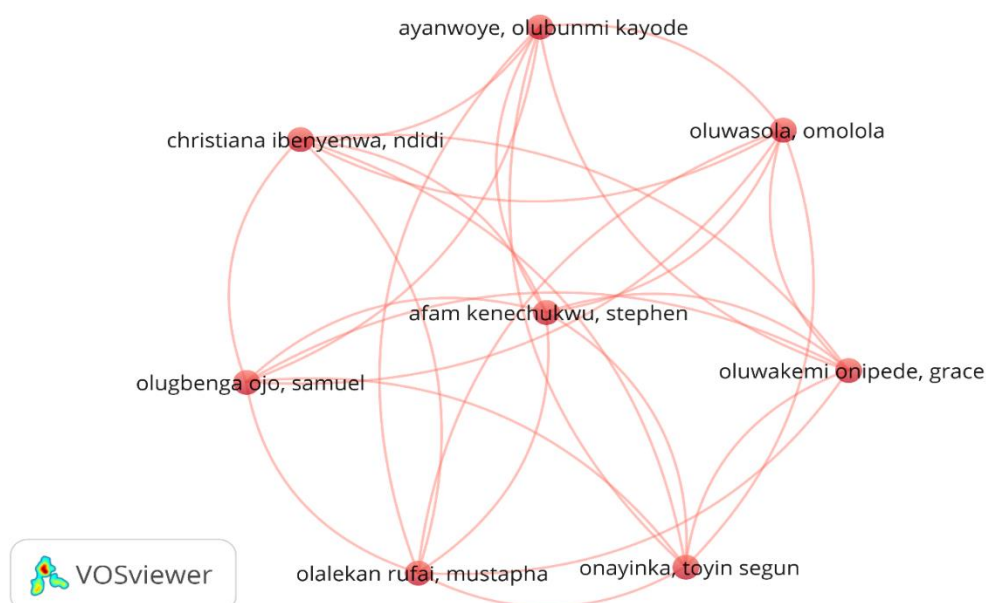 ayanwoye, olubunmi kayode
oluwasola, omolola
christiana ibenyenwa, ndidi
afam kenechukwu, stephen
oluwakemi onipede, grace
olugbenga ojo, samuel
olalekan rufai, mustapha
onayinka, toyin segun
VOSviewer